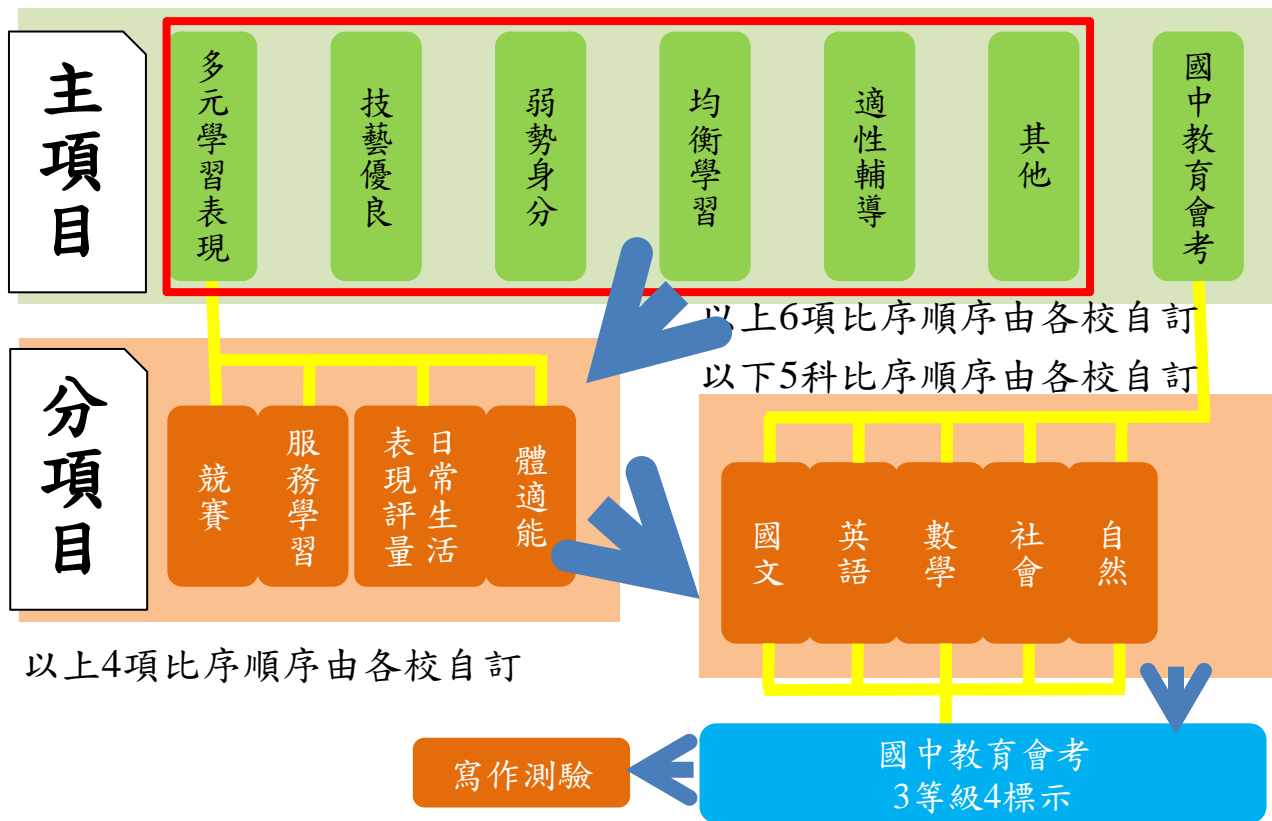 主項目
多元學習表現
技藝優良
弱勢身分
均衡學習
適性輔導
其他
國中教育會考
以上6項比序順序由各校自訂
以下5科比序順序由各校自訂
分項目
競賽
服務學習
日常生活
表現評量
體適能
國文
英語
數學
社會
自然
以上4項比序順序由各校自訂
寫作測驗
國中教育會考
3等級4標示